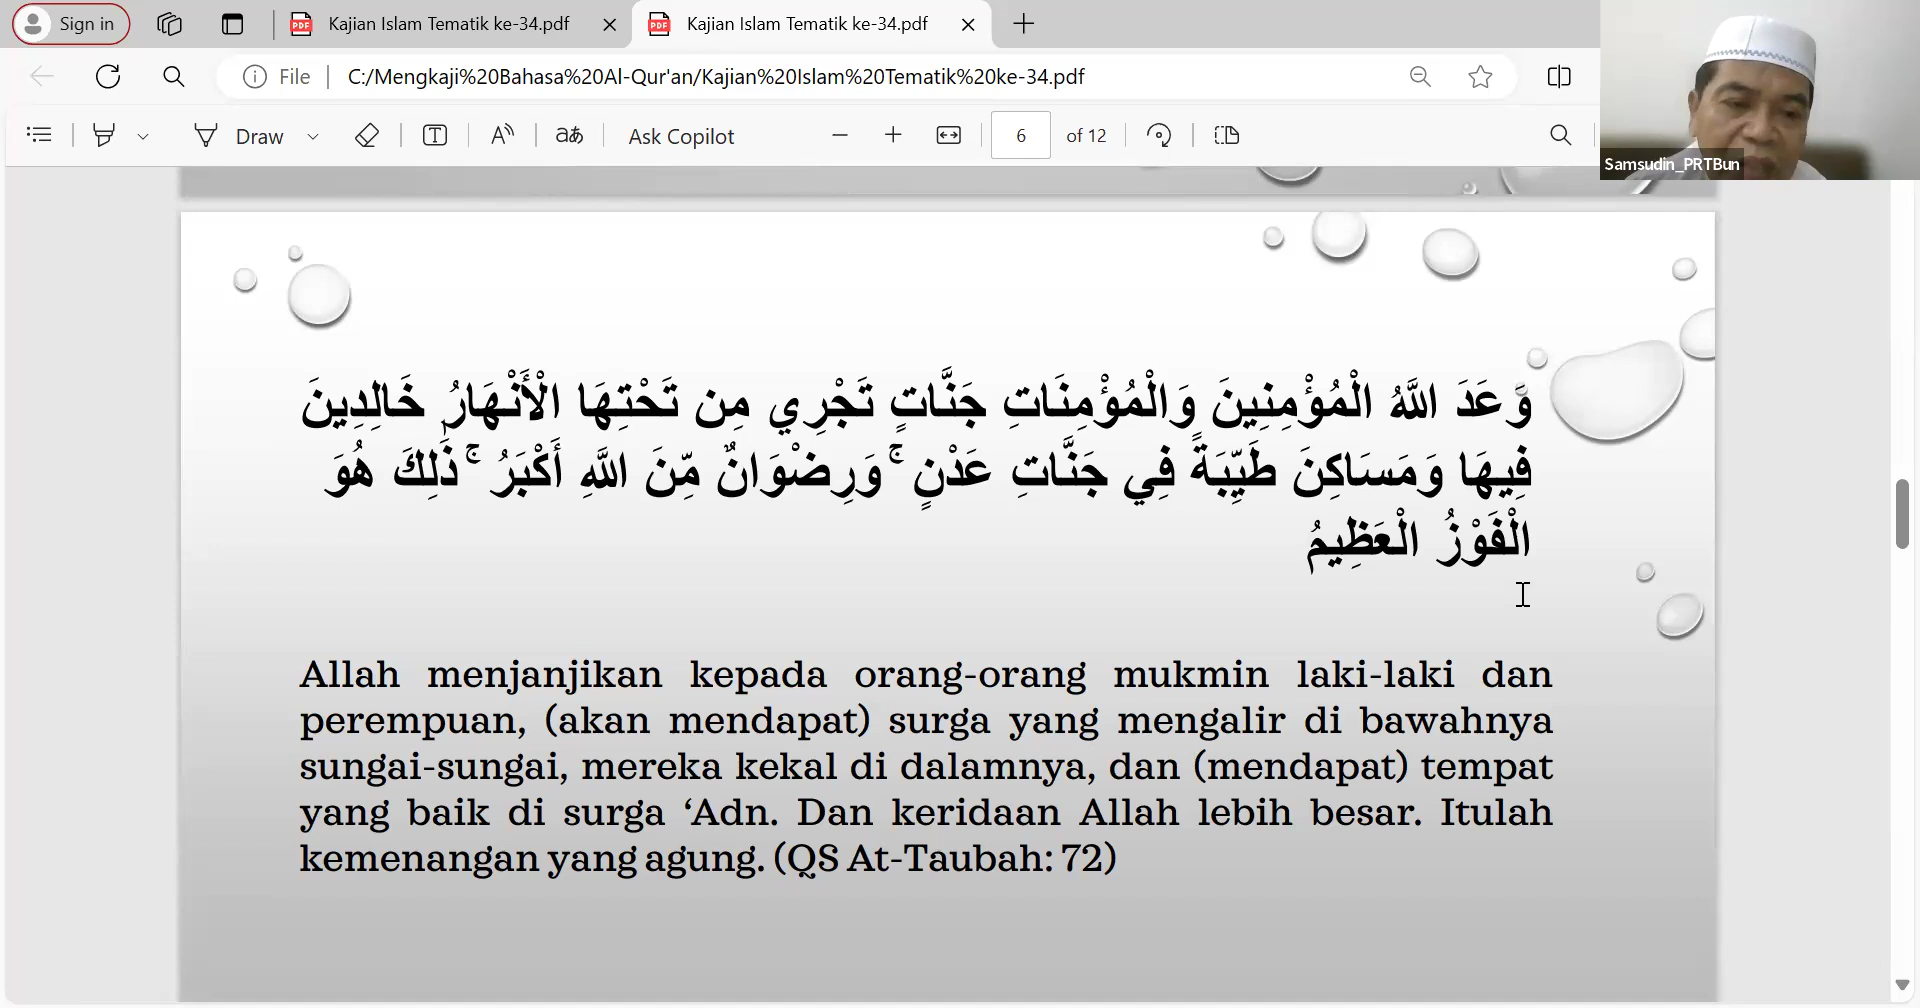 Sign in
Kajian Islam Tematik ke-34.pdf
Kajian Islam Tematik ke-34.pdf
File
C:/Mengkaji%20Bahasa%20Al-Qur'an/Kajian%20Islam%20Tematik%20ke-34.pdf
Draw
Ask Copilot
6 of 12
Samsudin_PRTBun
وَعَدَ اللَّهُ الْمُؤْمِنِينَ وَالْمُؤْمِنَاتِ جَنَّاتٍ تَجْرِي مِن تَحْتِهَا الْأَنْهَارُ خَالِدِينَ
فِيهَا وَمَسَاكِنَ طَيِّبَةً فِي جَنَّاتِ عَدْنٍ ۚ وَرِضْوَانٌ مِّنَ اللَّهِ أَكْبَرُ ۚ ذَٰلِكَ هُوَ
الْفَوْزُ الْعَظِيمُ
Allah menjanjikan kepada orang-orang mukmin laki-laki dan
perempuan, (akan mendapat) surga yang mengalir di bawahnya
sungai-sungai, mereka kekal di dalamnya, dan (mendapat) tempat
yang baik di surga ‘Adn. Dan keridaan Allah lebih besar. Itulah
kemenangan yang agung. (QS At-Taubah: 72)